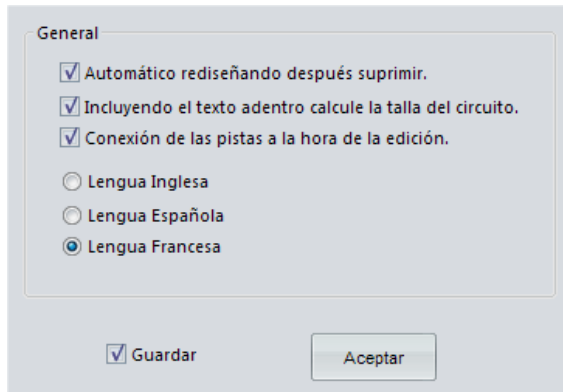 General
Automático rediseñando después suprimir.
Incluyendo el texto adentro calcule la talla del circuito.
Conexión de las pistas a la hora de la edición.
Lengua Inglesa
Lengua Española
Lengua Francesa
Guardar
Aceptar